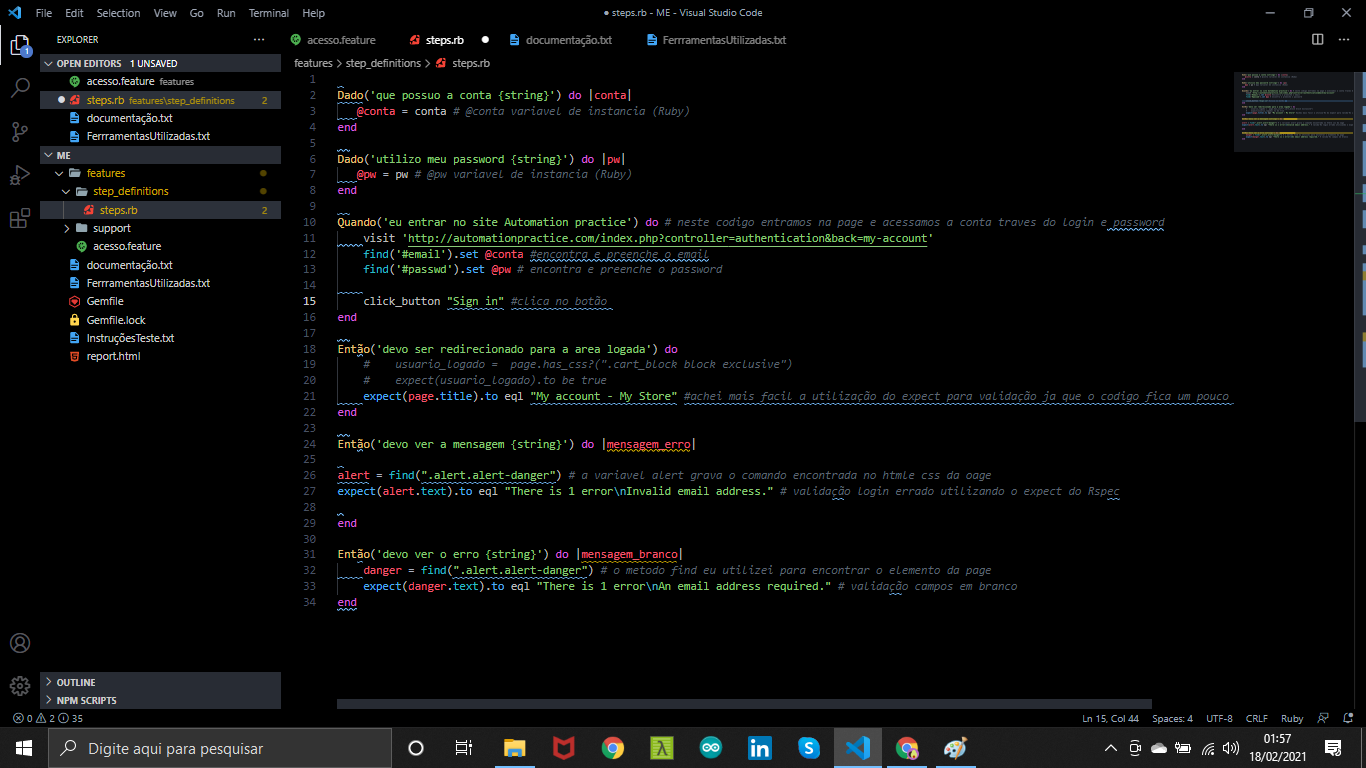 File Edit Selection View Go Run Terminal Help
● steps.rb - ME - Visual Studio Code
EXPLORER
acesso.feature steps.rb documentação.txt FerrramentasUtilizadas.txt
OPEN EDITORS 1 UNSAVED
acesso.feature features
steps.rb features\step_definitions 2
documentação.txt
FerrramentasUtilizadas.txt
ME
features
step_definitions
steps.rb 2
support
acesso.feature
documentação.txt
FerrramentasUtilizadas.txt
Gemfile
Gemfile.lock
InstruçõesTeste.txt
report.html
OUTLINE
NPM SCRIPTS
features > step_definitions > steps.rb
1
2 Dado('que possuo a conta {string}') do |conta|
3 @conta = conta # @conta variavel de instancia (Ruby)
4 end
5
6 Dado('utilizo meu password {string}') do |pw|
7 @pw = pw # @pw variavel de instancia (Ruby)
8 end
9
10 Quando('eu entrar no site Automation practice') do # neste codigo entramos na page e acessamos a conta traves do login e password
11 visit 'http://automationpractice.com/index.php?controller=authentication&back=my-account'
12 find('#email').set @conta #encontra e preenche o email
13 find('#passwd').set @pw # encontra e preenche o password
14
15 click_button "Sign in" #clica no botão
16 end
17
18 Então('devo ser redirecionado para a area logada') do
19 # usuario_logado = page.has_css?(".cart_block block exclusive")
20 # expect(usuario_logado).to be true
21 expect(page.title).to eql "My account - My Store" #achei mais facil a utilização do expect para validação ja que o codigo fica um pouco
22 end
23
24 Então('devo ver a mensagem {string}') do |mensagem_erro|
25
26 alert = find(".alert.alert-danger") # a variavel alert grava o comando encontrada no htmle css da oage
27 expect(alert.text).to eql "There is 1 error\nInvalid email address." # validação login errado utilizando o expect do Rspec
28
29 end
30
31 Então('devo ver o erro {string}') do |mensagem_branco|
32 danger = find(".alert.alert-danger") # o metodo find eu utilizei para encontrar o elemento da page
33 expect(danger.text).to eql "There is 1 error\nAn email address required." # validação campos em branco
34 end
0 2 35
Ln 15, Col 44 Spaces: 4 UTF-8 CRLF Ruby
Digite aqui para pesquisar
01:57
18/02/2021